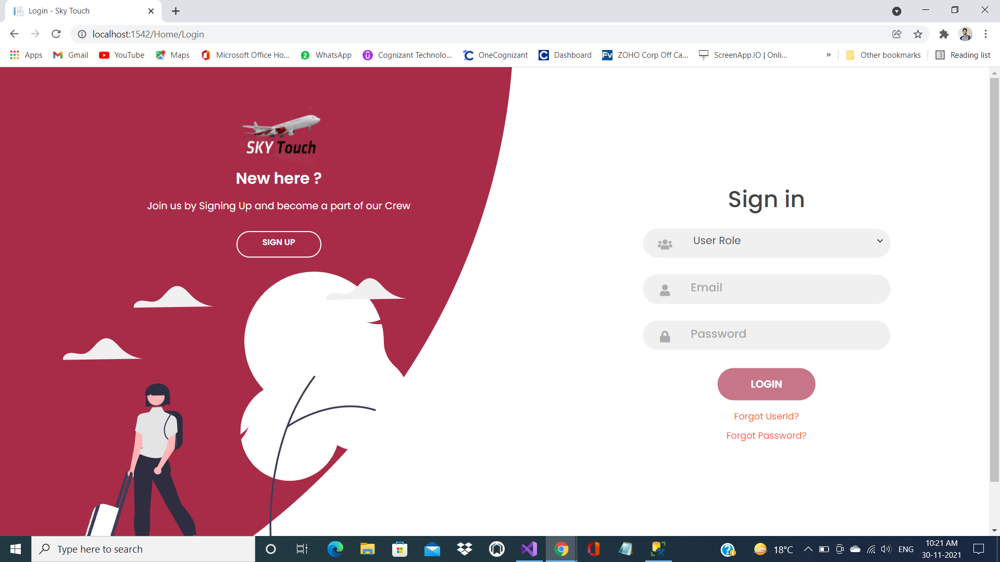 Login - Sky Touch
localhost:1542/Home/Login
Apps
Gmail
YouTube
Maps
Microsoft Office Ho...
WhatsApp
Cognizant Technolo...
OneCognizant
Dashboard
ZOHO Corp Off Ca...
ScreenApp.IO | Onli...
»
Other bookmarks
Reading list
SKY Touch
New here ?
Join us by Signing Up and become a part of our Crew
SIGN UP
Sign in
User Role
Email
Password
LOGIN
Forgot UserId?
Forgot Password?
Type here to search
18°C
ENG
10:21 AM
30-11-2021